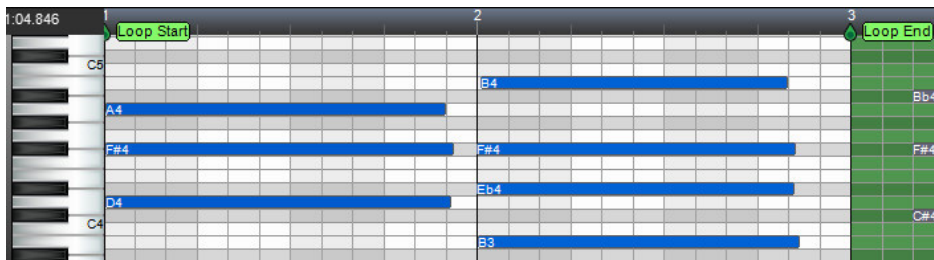 1:04.846 1 2 3
Loop Start Loop End
C5
B4
Bb4
A4
F#4 F#4 F#4
Eb4
D4
C#4
C4
B3